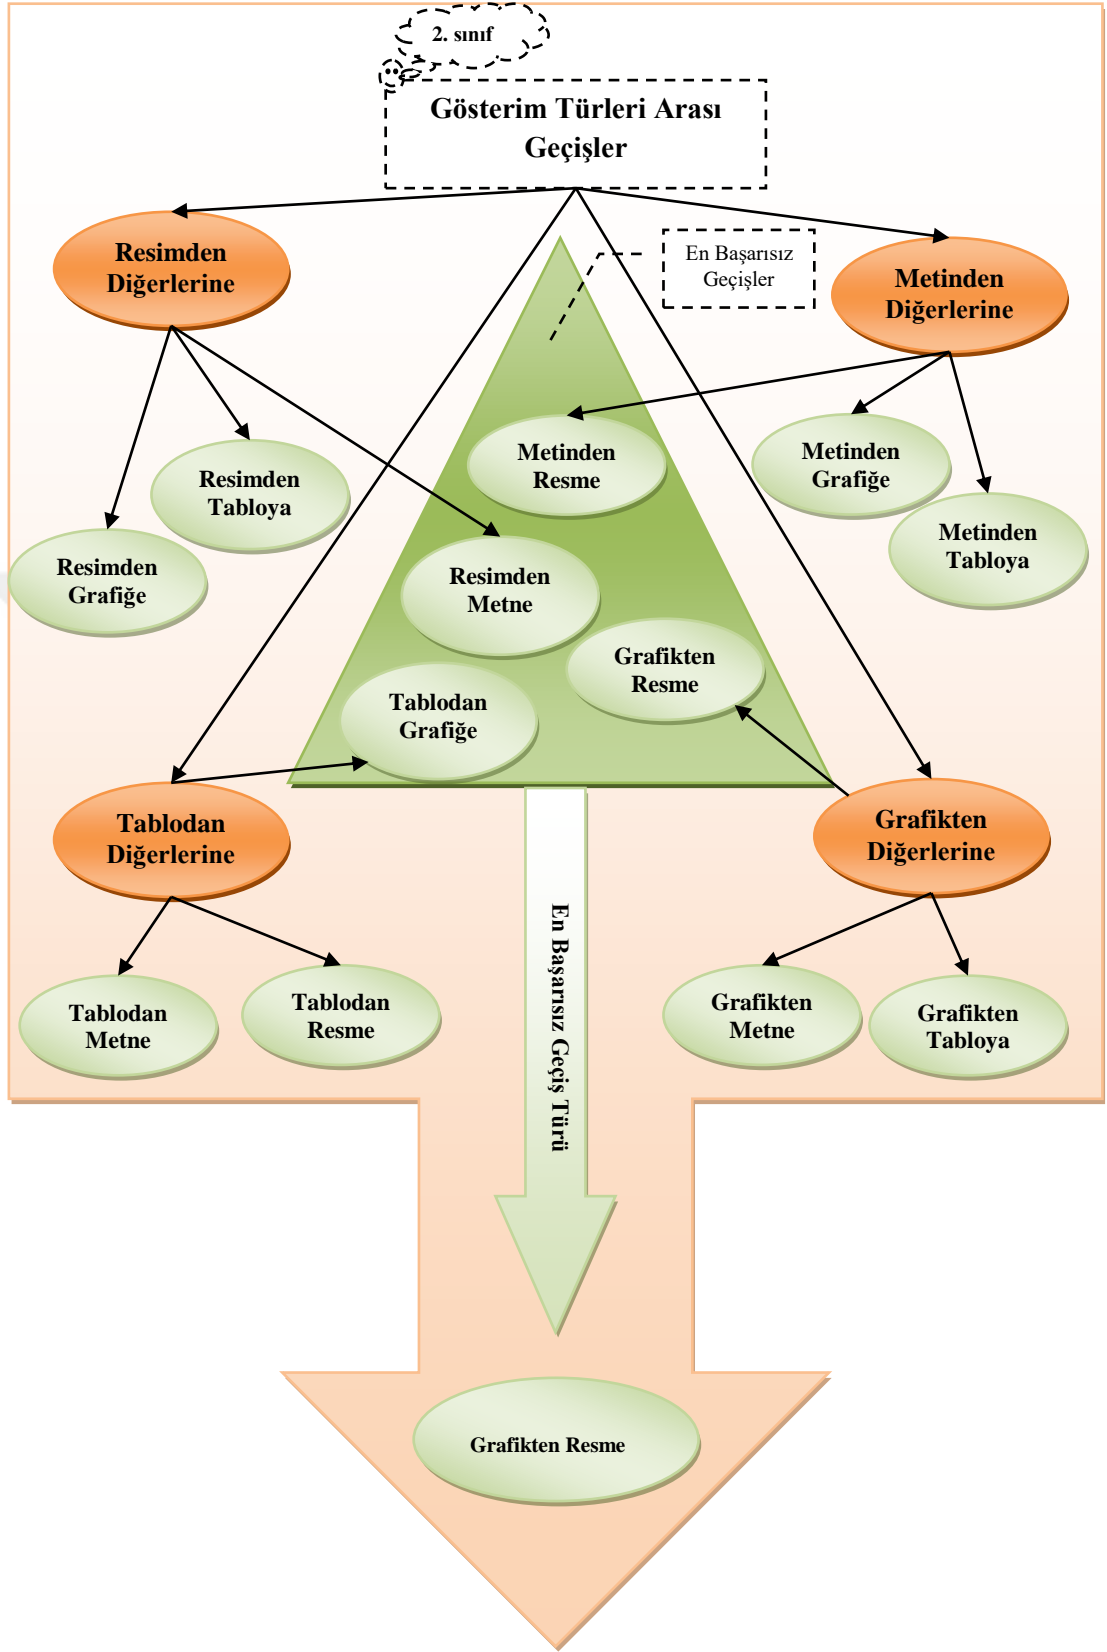 2. sınıf
Gösterim Türleri Arası
Geçişler
Resimden
Diğerlerine
En Başarısız
Geçişler
Metinden
Diğerlerine
Metinden
Resme
Metinden
Grafiğe
Resimden
Tabloya
Metinden
Tabloya
Resimden
Grafiğe
Resimden
Metne
Grafikten
Resme
Tablodan
Grafiğe
Tablodan
Diğerlerine
Grafikten
Diğerlerine
En Başarısız Geçiş Türü
Tablodan
Metne
Tablodan
Resme
Grafikten
Metne
Grafikten
Tabloya
Grafikten Resme